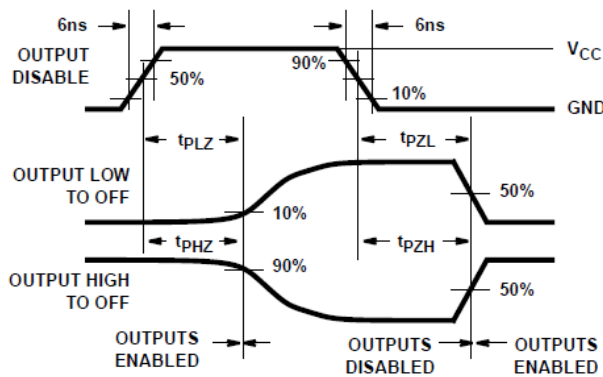 6ns
6ns
OUTPUT
DISABLE
50%
90%
10%
VCC
GND
tPLZ
tPZL
OUTPUT LOW
TO OFF
10%
50%
tPHZ
tPZH
OUTPUT HIGH
TO OFF
90%
50%
OUTPUTS
ENABLED
OUTPUTS
DISABLED
OUTPUTS
ENABLED